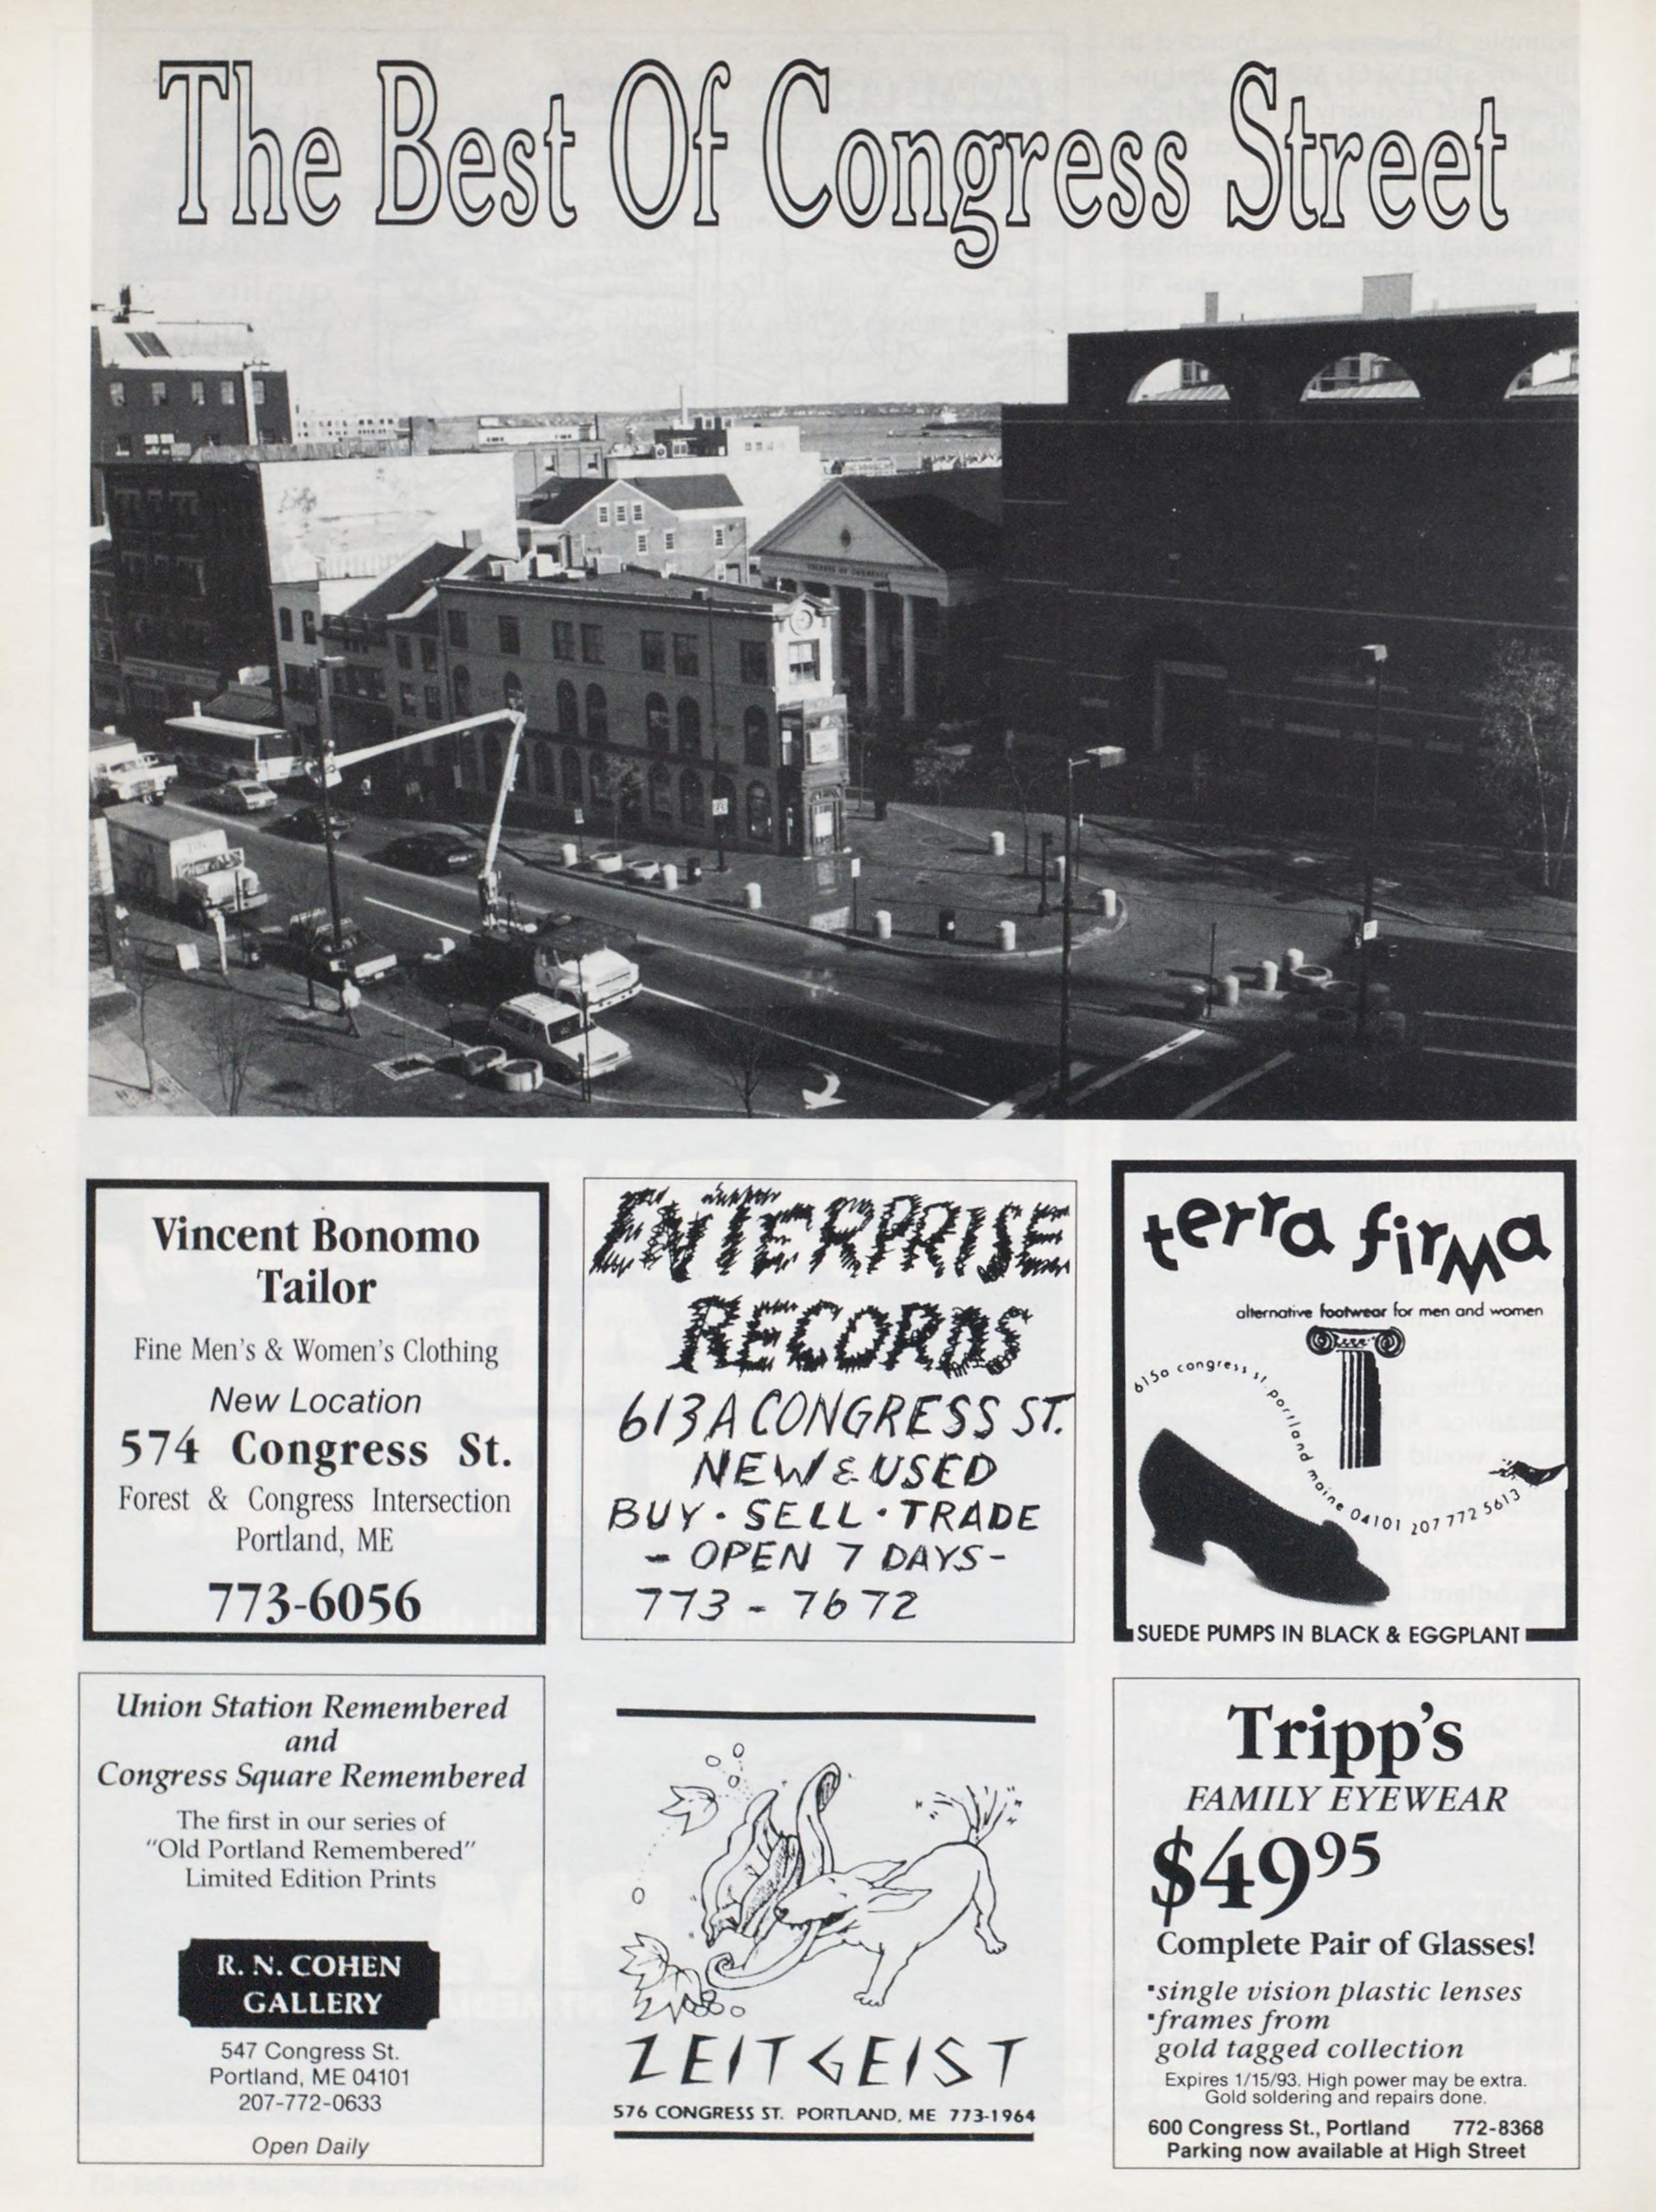 The Best Of Congress Street
Vincent Bonomo
Tailor
Fine Men's & Women's Clothing
New Location
574 Congress St.
Forest & Congress Intersection
Portland, ME
773-6056
ENTERPRISE
RECORDS
613A CONGRESS ST.
NEW & USED
BUY · SELL · TRADE
- OPEN 7 DAYS -
773 - 7672
terra firma
alternative footwear for men and women
615a congress st. portland maine 04101 207 772 5613
SUEDE PUMPS IN BLACK & EGGPLANT
Union Station Remembered
and
Congress Square Remembered
The first in our series of
"Old Portland Remembered"
Limited Edition Prints
R. N. COHEN
GALLERY
547 Congress St.
Portland, ME 04101
207-772-0633
Open Daily
ZEITGEIST
576 CONGRESS ST. PORTLAND, ME 773-1964
Tripp's
FAMILY EYEWEAR
$49 95
Complete Pair of Glasses!
▪single vision plastic lenses
▪frames from
gold tagged collection
Expires 1/15/93. High power may be extra.
Gold soldering and repairs done.
600 Congress St., Portland 772-8368
Parking now available at High Street